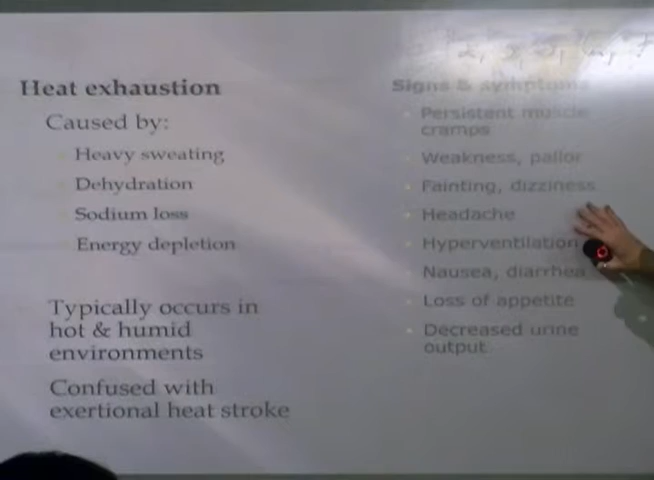 Heat exhaustion
Caused by:
Heavy sweating
Dehydration
Sodium loss
Energy depletion
Typically occurs in
hot & humid
environments
Confused with
exertional heat stroke
Signs & symptoms
Persistent muscle
cramps
Weakness, pallor
Fainting, dizziness
Headache
Hyperventilation
Nausea, diarrhea
Loss of appetite
Decreased urine
output